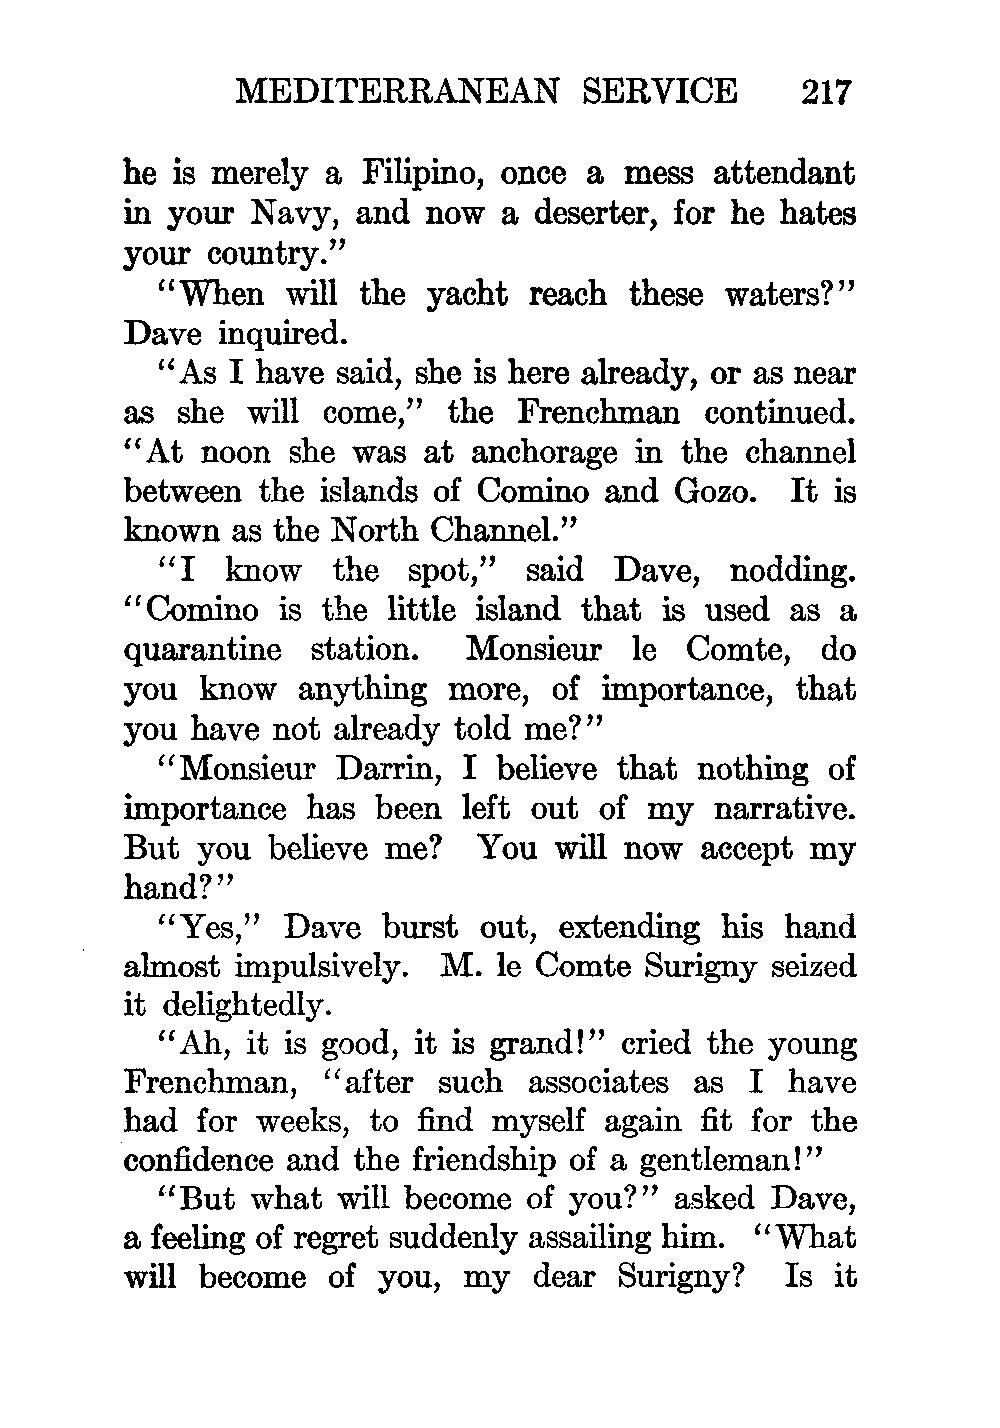 MEDITERRANEAN SERVICE 217
he is merely a Filipino, once a mess attendant
in your Navy, and now a deserter, for he hates
your country."
"When will the yacht reach these waters?"
Dave inquired.
"As I have said, she is here already, or as near
as she will come," the Frenchman continued.
"At noon she was at anchorage in the channel
between the islands of Comino and Gozo. It is
known as the North Channel."
"I know the spot," said Dave, nodding.
"Comino is the little island that is used as a
quarantine station. Monsieur le Comte, do
you know anything more, of importance, that
you have not already told me?"
"Monsieur Darrin, I believe that nothing of
importance has been left out of my narrative.
But you believe me? You will now accept my
hand?"
"Yes," Dave burst out, extending his hand
almost impulsively. M. le Comte Surigny seized
it delightedly.
"Ah, it is good, it is grand!" cried the young
Frenchman, "after such associates as I have
had for weeks, to find myself again fit for the
confidence and the friendship of a gentleman!"
"But what will become of you?" asked Dave,
a feeling of regret suddenly assailing him. "What
will become of you, my dear Surigny? Is it